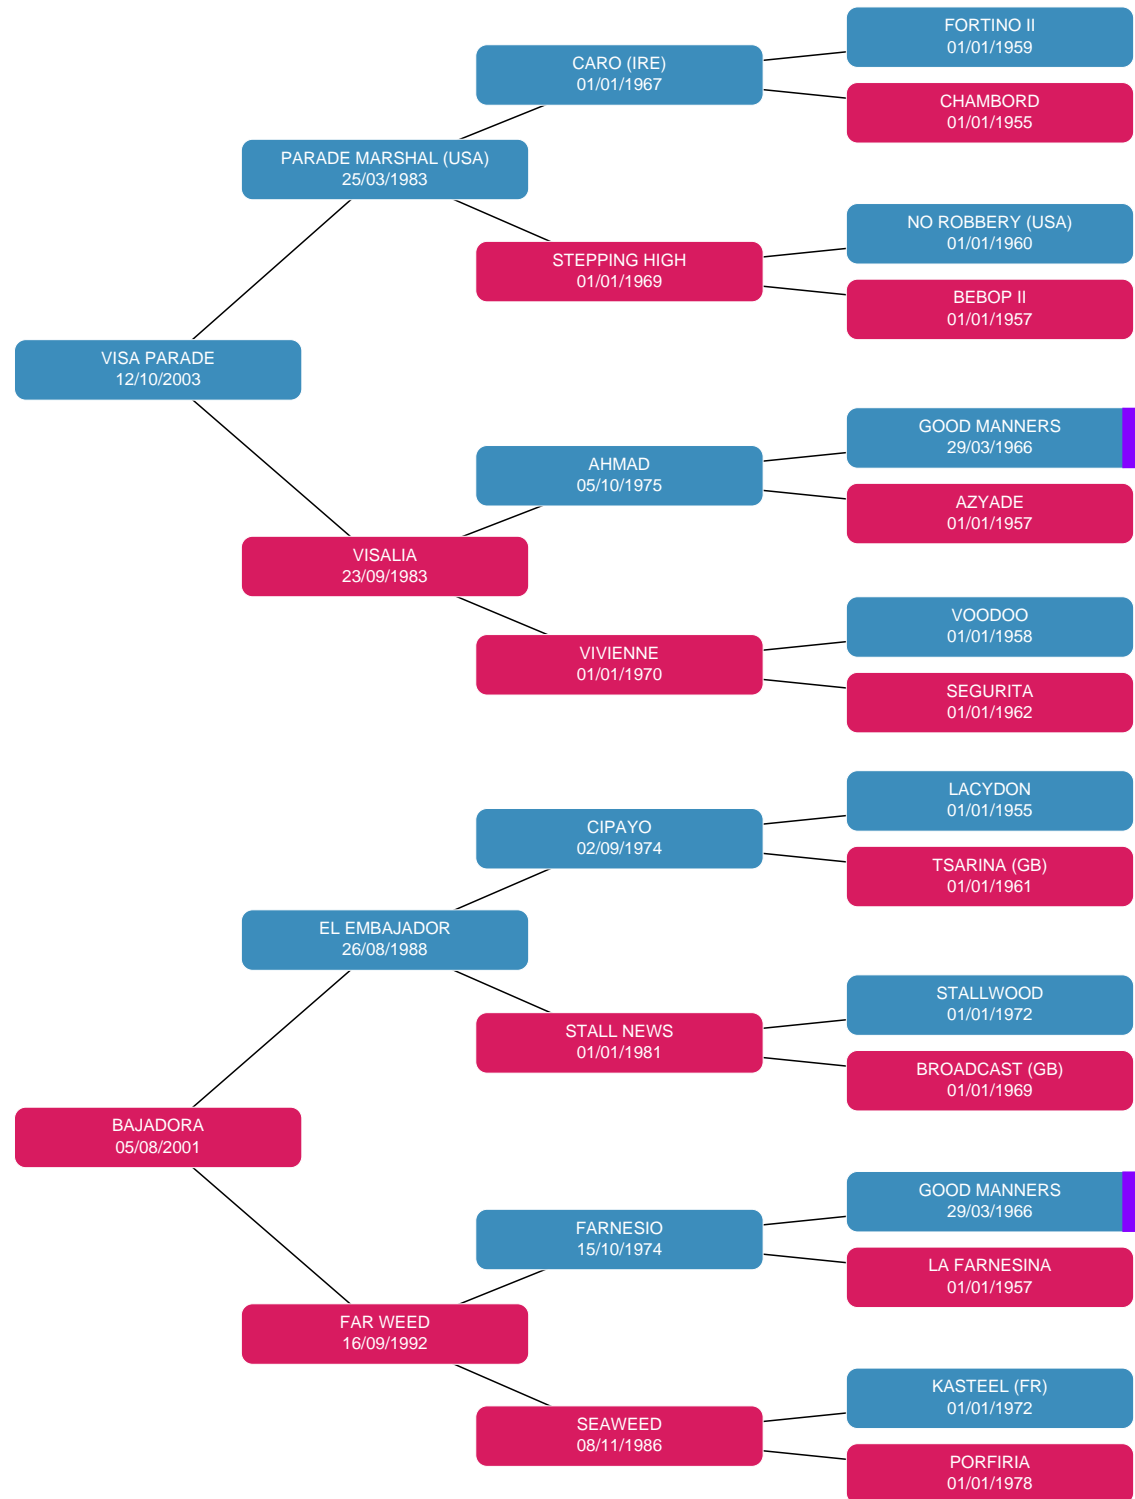 FORTINO II
01/01/1959
CARO (IRE)
01/01/1967
CHAMBORD
01/01/1955
PARADE MARSHAL (USA)
25/03/1983
NO ROBBERY (USA)
01/01/1960
STEPPING HIGH
01/01/1969
BEBOP II
01/01/1957
VISA PARADE
12/10/2003
GOOD MANNERS
29/03/1966
AHMAD
05/10/1975
AZYADE
01/01/1957
VISALIA
23/09/1983
VOODOO
01/01/1958
VIVIENNE
01/01/1970
SEGURITA
01/01/1962
LACYDON
01/01/1955
CIPAYO
02/09/1974
TSARINA (GB)
01/01/1961
EL EMBAJADOR
26/08/1988
STALLWOOD
01/01/1972
STALL NEWS
01/01/1981
BROADCAST (GB)
01/01/1969
BAJADORA
05/08/2001
GOOD MANNERS
29/03/1966
FARNESIO
15/10/1974
LA FARNESINA
01/01/1957
FAR WEED
16/09/1992
KASTEEL (FR)
01/01/1972
SEAWEED
08/11/1986
PORFIRIA
01/01/1978